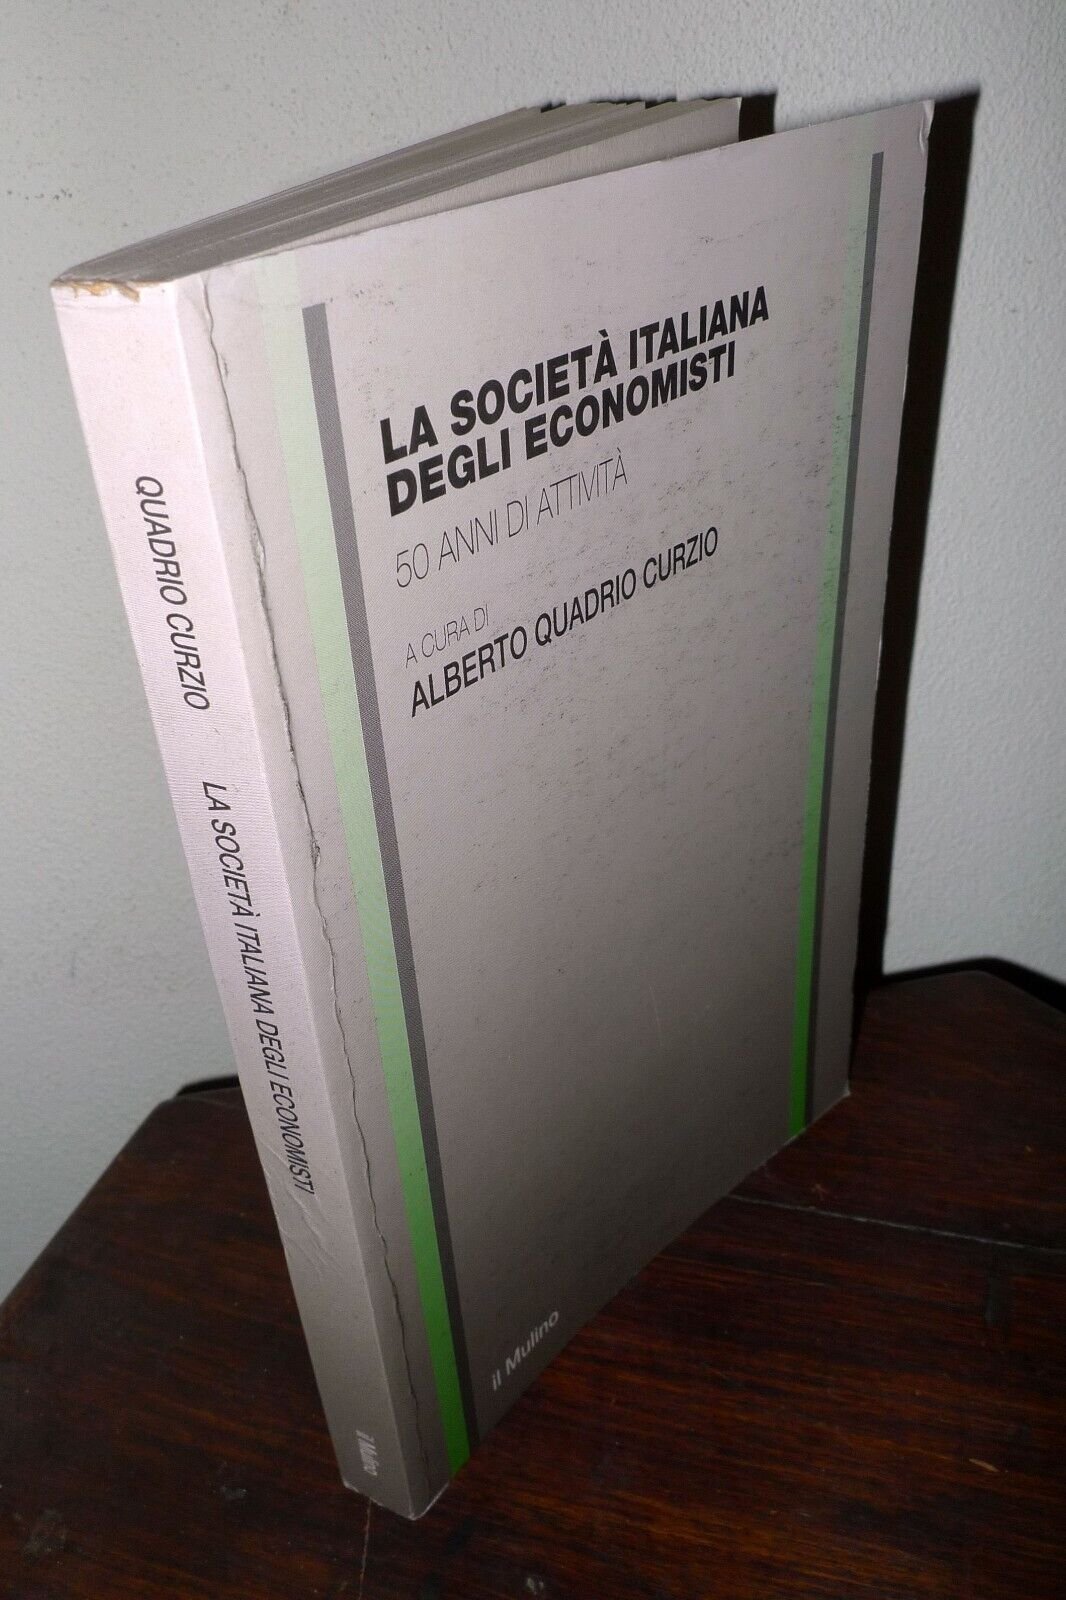 LA SOCIETÀ ITALIANA
DEGLI ECONOMISTI
50 ANNI DI ATTIVITÀ
A CURA DI
ALBERTO QUADRIO CURZIO
il Mulino
QUADRIO CURZIO LA SOCIETÀ ITALIANA DEGLI ECONOMISTI il Mulino